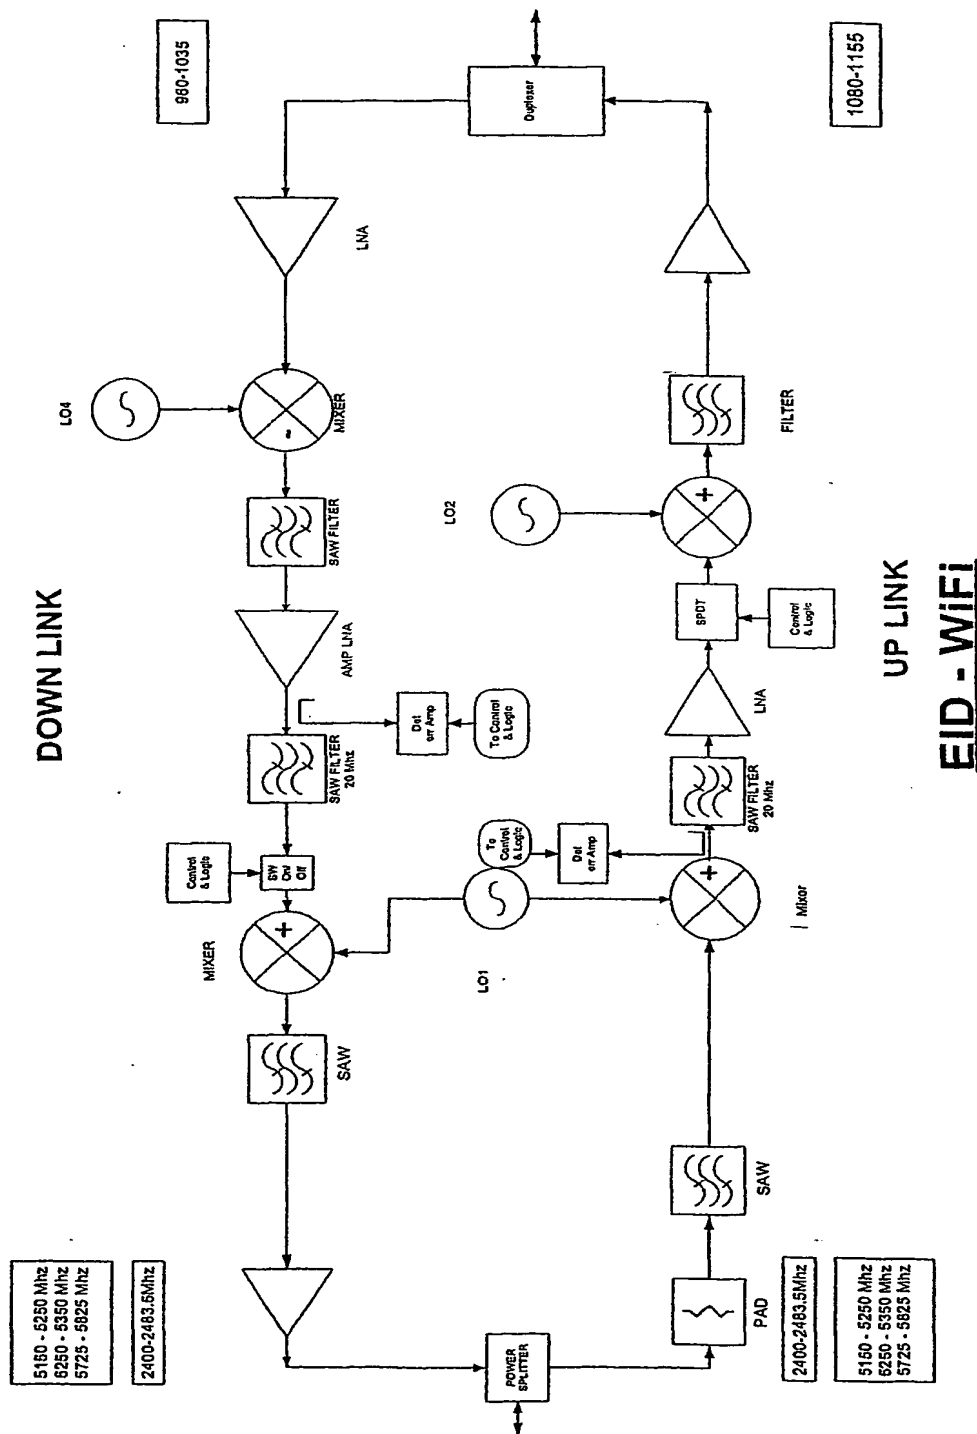 5150 - 5250 Mhz
5250 - 5350 Mhz
5725 - 5825 Mhz
2400-2483.5Mhz
DOWN LINK
960-1035
LO4
Control
& Logic
MIXER
SW
On/
Off
SAW FILTER
20 Mhz
AMP LNA
SAW FILTER
-
MIXER
LNA
+
SAW
Det
err Amp
To Control
& Logic
LO1
LO2
POWER
SPLITTER
To
Control
& Logic
Det
err Amp
Duplexer
PAD
SAW
+
Mixer
SAW FILTER
20 Mhz
LNA
SPDT
+
FILTER
Control
& Logic
2400-2483.5Mhz
5150 - 5250 Mhz
5250 - 5350 Mhz
5725 - 5825 Mhz
1080-1155
UP LINK
EID - WiFi